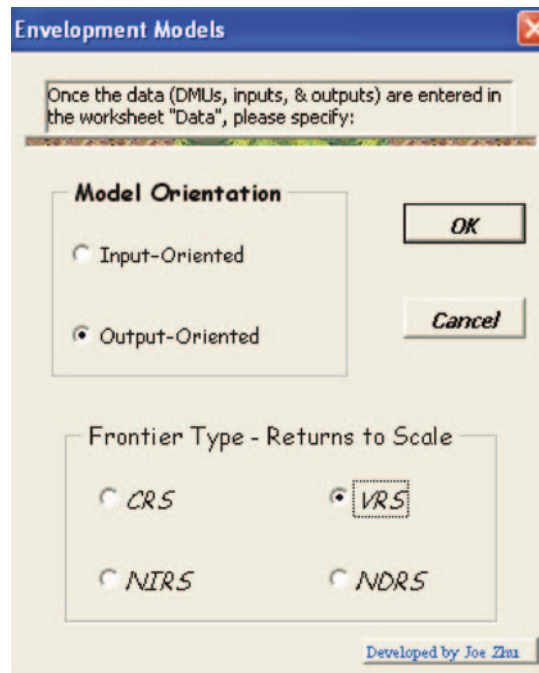 Envelopment Models
Once the data (DMUs, inputs, & outputs) are entered in
the worksheet "Data", please specify:
Model Orientation
Input-Oriented
Output-Oriented
OK
Cancel
Frontier Type - Returns to Scale
CRS
VRS
NIRS
NDRS
Developed by Joe Zhu